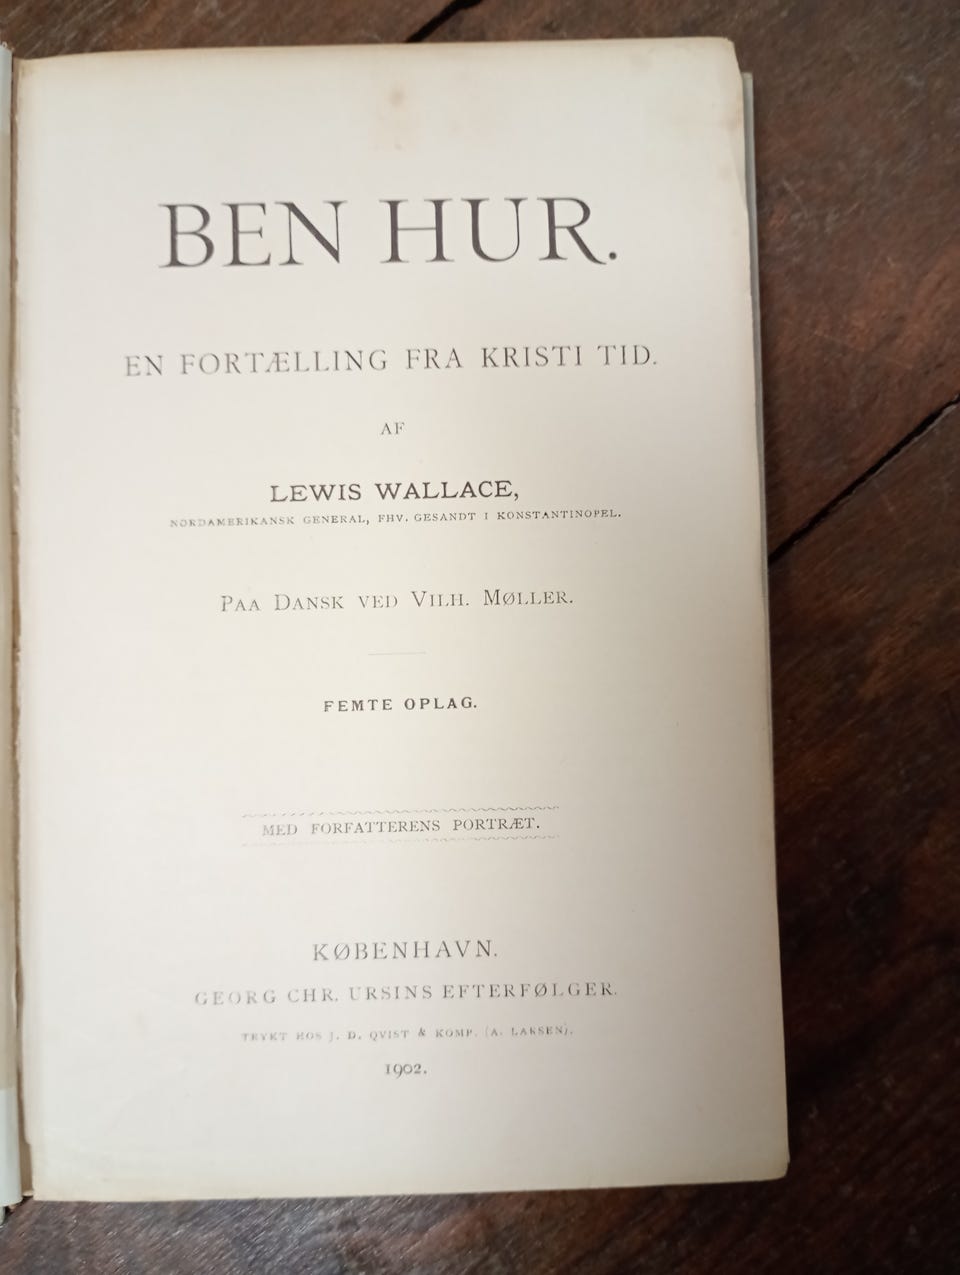 BEN HUR.
EN FORTÆLLING FRA KRISTI TID.
AF
LEWIS WALLACE,
NORDAMERIKANSK GENERAL, FHV. GESANDT I KONSTANTINOPEL.
PAA DANSK VED VILH. MØLLER.
FEMTE OPLAG.
MED FORFATTERENS PORTRÆT.
KØBENHAVN.
GEORG CHR. URSINS EFTERFØLGER.
TRYKT HOS J. D. QVIST & KOMP. (A. LARSEN).
1902.